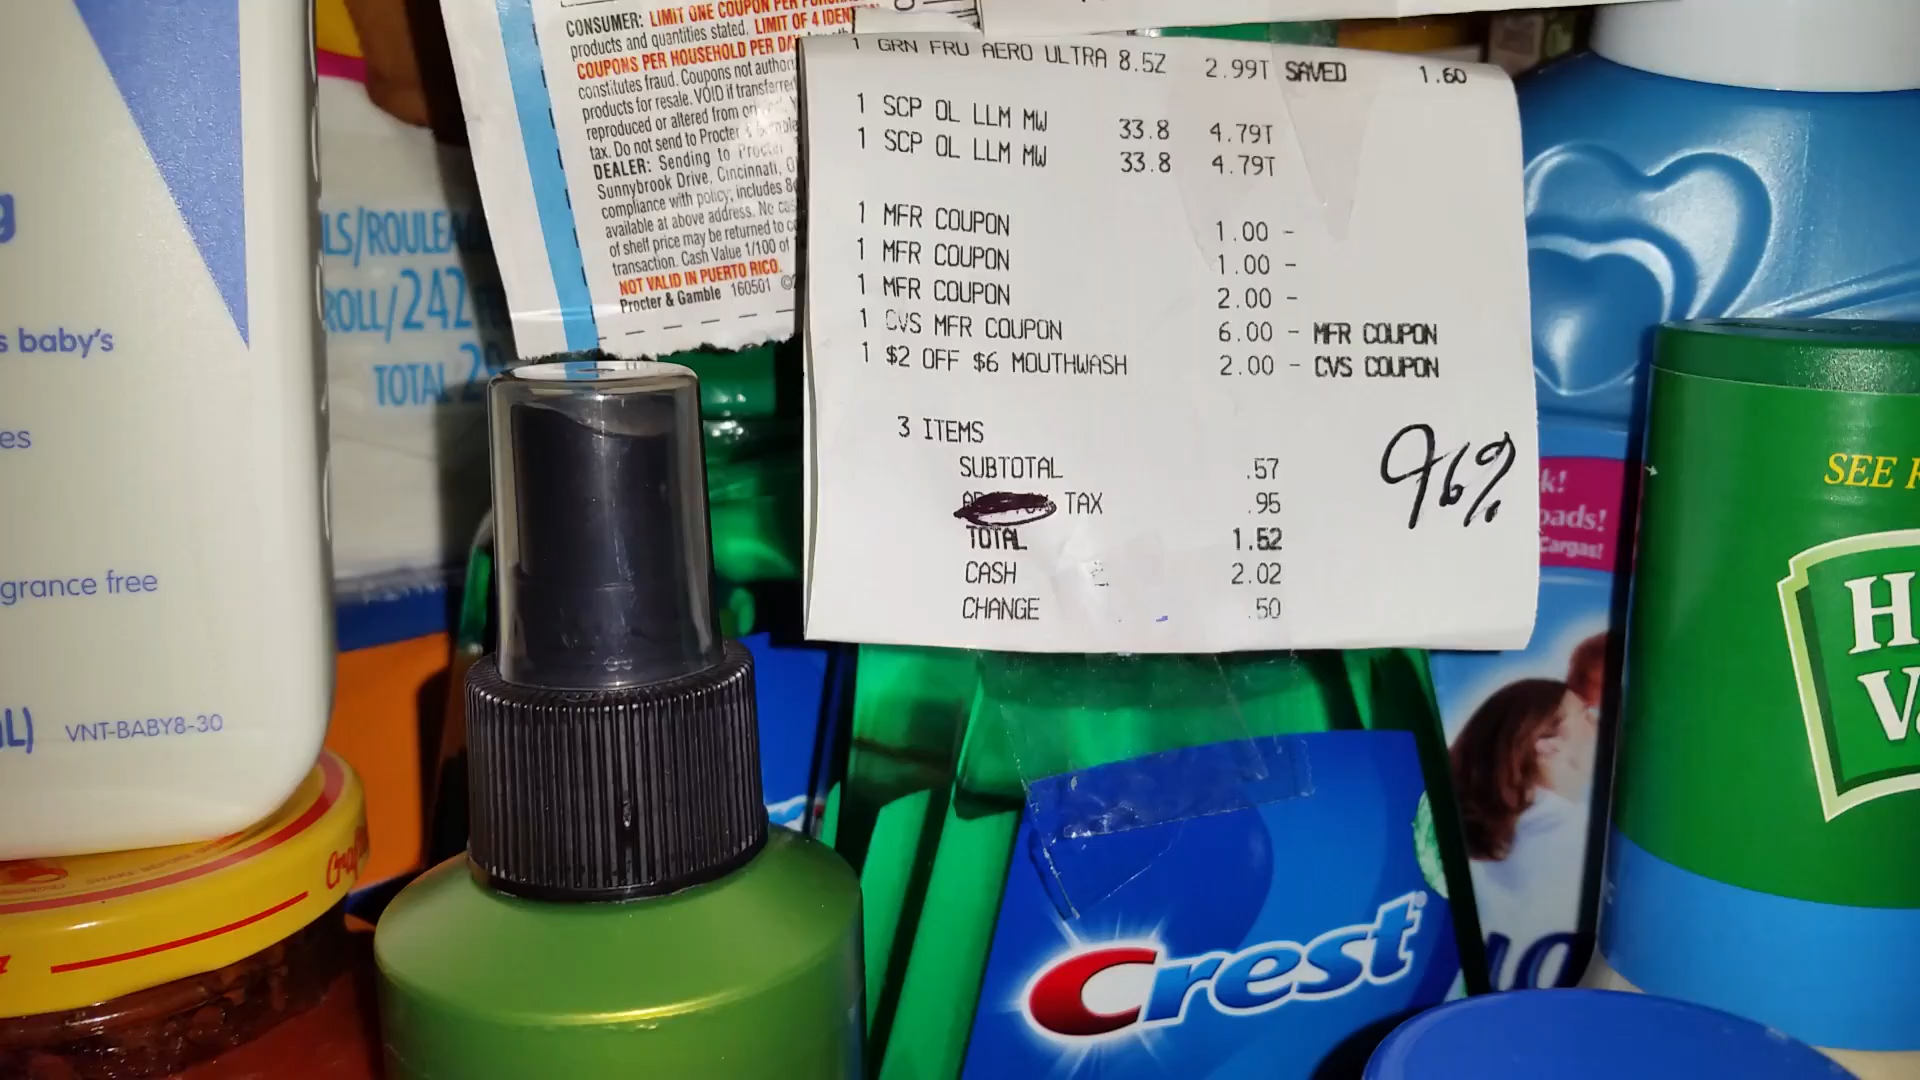 CONSUMER: LIMIT ONE COUPON PER
products and quantities stated. LIMIT OF 4
COUPONS PER HOUSEHOLD PER DAY.
constitutes fraud. Coupons not
products for resale. VOID if transferred
reproduced or altered from
tax. Do not send to Procter &
DEALER: Sending to Procter
Sunnybrook Drive, Cincinnati,
compliance with policy, includes
available at above address. No
of shelf price may be returned to
transaction. Cash Value 1/100 of
NOT VALID IN PUERTO RICO.
Procter & Gamble 160501 ©
1 GRN FRU AERO ULTRA 8.5Z 2.99T SAVED 1.60
1 SCP OL LLM MW 33.8 4.79T
1 SCP OL LLM MW 33.8 4.79T
1 MFR COUPON 1.00 -
1 MFR COUPON 1.00 -
1 MFR COUPON 2.00 -
1 CVS MFR COUPON 6.00 - MFR COUPON
1 $2 OFF $6 MOUTHWASH 2.00 - CVS COUPON
3 ITEMS
SUBTOTAL .57
TAX .95
TOTAL 1.52
CASH 2.02
CHANGE .50
96%
LS/ROULEA
ROLL/242
TOTAL 2
s baby's
es
grance free
L) VNT-BABY8-30
Crest
k!
pads!
Cargas!
SEE
H
V